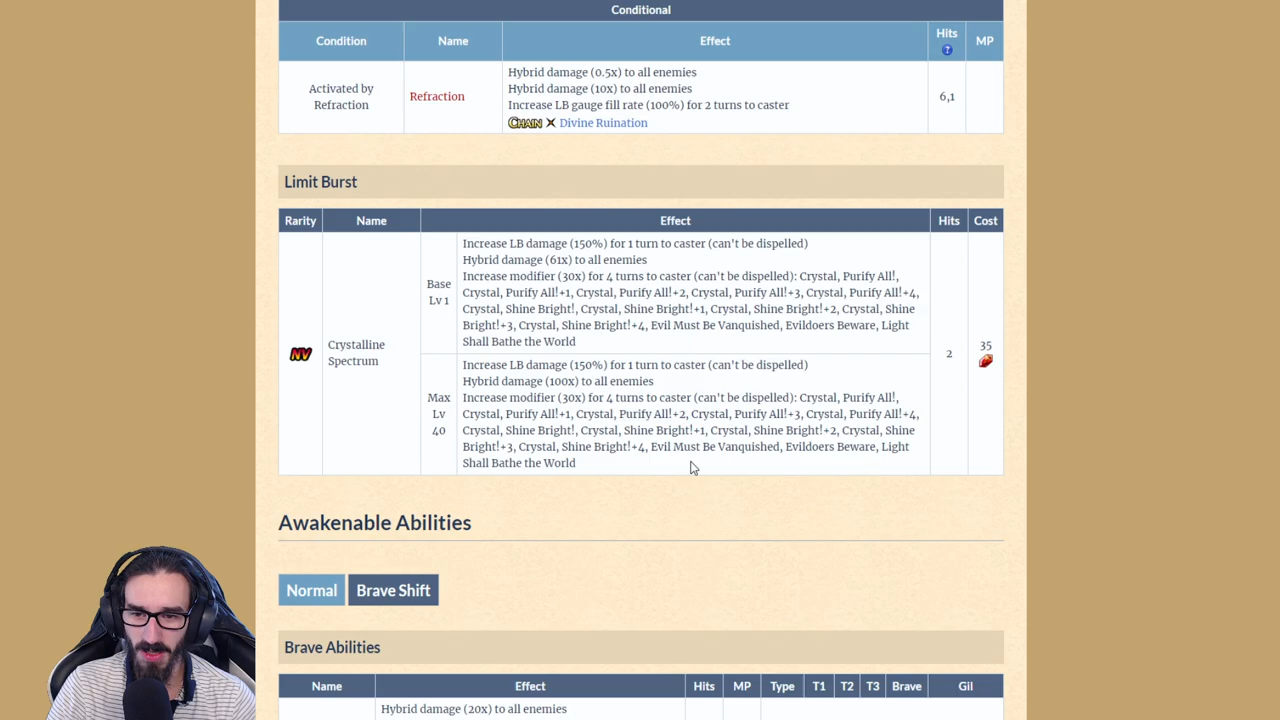 Conditional
Condition Name Effect Hits MP
?
Activated by
Refraction
Refraction
Hybrid damage (0.5x) to all enemies
Hybrid damage (10x) to all enemies
Increase LB gauge fill rate (100%) for 2 turns to caster
CHAIN Divine Ruination
6,1
Limit Burst
Rarity Name Effect Hits Cost
NV
Crystalline
Spectrum
Base
Lv 1
Increase LB damage (150%) for 1 turn to caster (can't be dispelled)
Hybrid damage (61x) to all enemies
Increase modifier (30x) for 4 turns to caster (can't be dispelled): Crystal, Purify All!,
Crystal, Purify All!+1, Crystal, Purify All!+2, Crystal, Purify All!+3, Crystal, Purify All!+4,
Crystal, Shine Bright!, Crystal, Shine Bright!+1, Crystal, Shine Bright!+2, Crystal, Shine
Bright!+3, Crystal, Shine Bright!+4, Evil Must Be Vanquished, Evildoers Beware, Light
Shall Bathe the World
2
35
Max
Lv
40
Increase LB damage (150%) for 1 turn to caster (can't be dispelled)
Hybrid damage (100x) to all enemies
Increase modifier (30x) for 4 turns to caster (can't be dispelled): Crystal, Purify All!,
Crystal, Purify All!+1, Crystal, Purify All!+2, Crystal, Purify All!+3, Crystal, Purify All!+4,
Crystal, Shine Bright!, Crystal, Shine Bright!+1, Crystal, Shine Bright!+2, Crystal, Shine
Bright!+3, Crystal, Shine Bright!+4, Evil Must Be Vanquished, Evildoers Beware, Light
Shall Bathe the World
Awakenable Abilities
Normal Brave Shift
Brave Abilities
Name Effect Hits MP Type T1 T2 T3 Brave Gil
Hybrid damage (20x) to all enemies